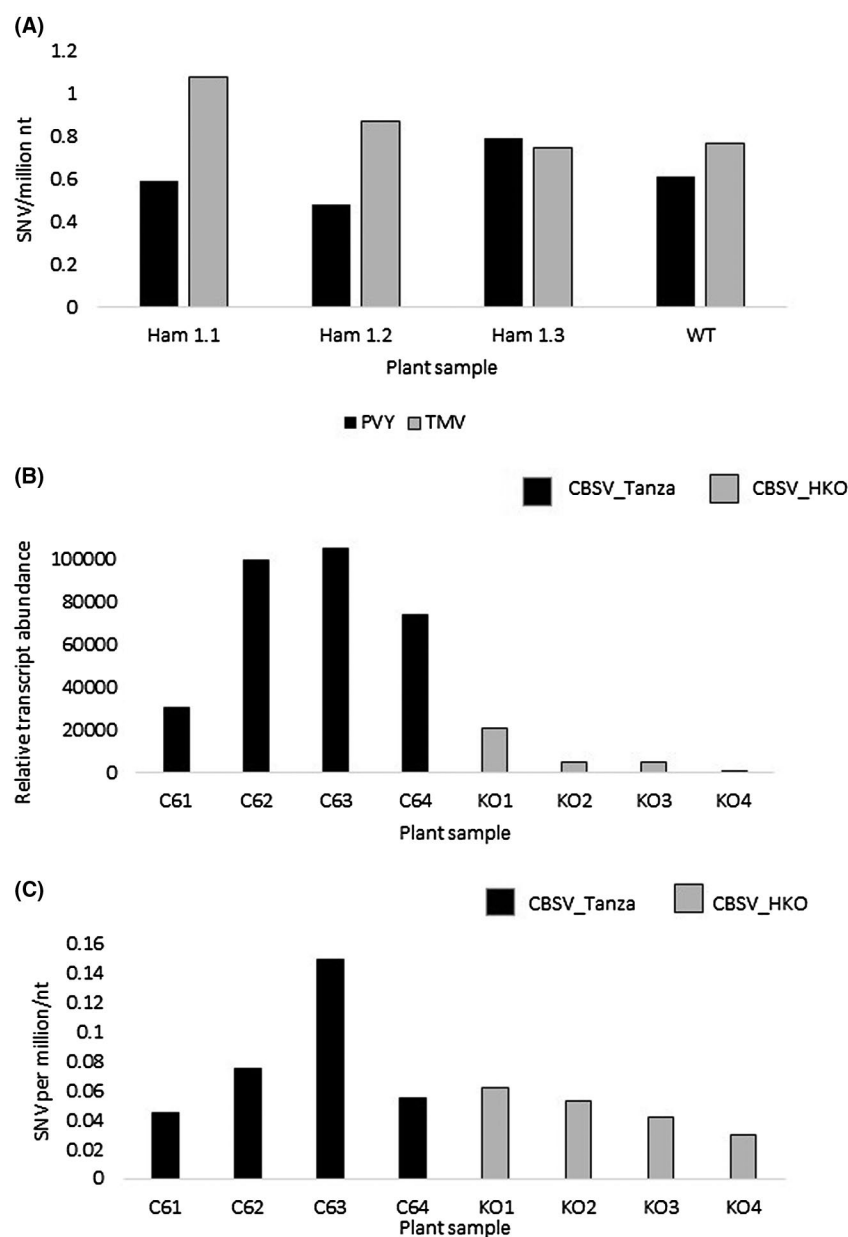 (A)
SNV/million nt
1.2
1
0.8
0.6
0.4
0.2
0
Ham 1.1 Ham 1.2 Ham 1.3 WT
Plant sample
PVY TMV
(B)
CBSV_Tanza CBSV_HKO
Relative transcript abundance
100000
80000
60000
40000
20000
0
C61 C62 C63 C64 KO1 KO2 KO3 KO4
Plant sample
(C)
CBSV_Tanza CBSV_HKO
SNV per million/nt
0.16
0.14
0.12
0.1
0.08
0.06
0.04
0.02
0
C61 C62 C63 C64 KO1 KO2 KO3 KO4
Plant sample